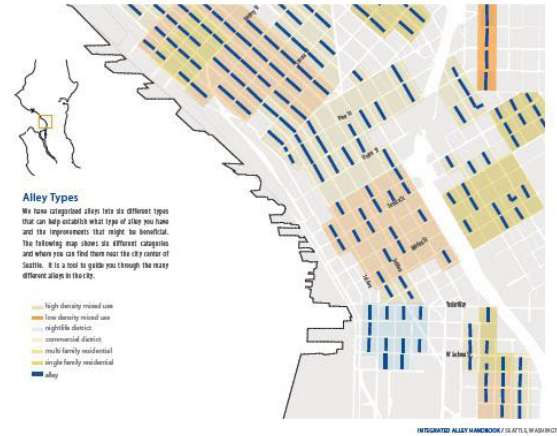 Pine St
Alley Types
We have categorized alleys into six different types
that can help establish what type of alley you have
and the improvements that might be beneficial.
The following map shows six different categories
and where you can find them near the city center of
Seattle. It is a tool to guide you through the many
different alleys in the city.
high density mixed use
low density mixed use
nightlife district
commercial district
multi family residential
single family residential
alley
Yesler Way
INTEGRATED ALLEY HANDBOOK / SEATTLE, WASHINGT